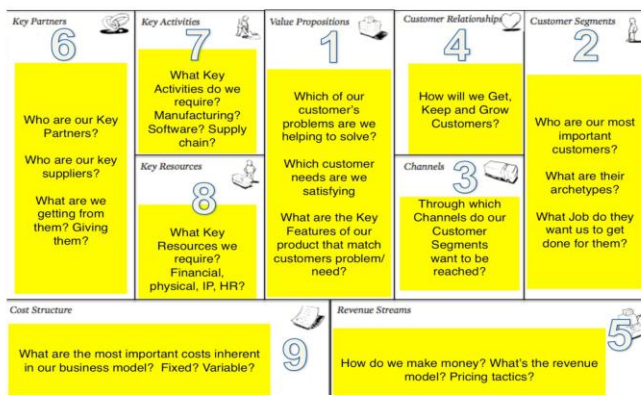 Key Partners
6
Who are our Key
Partners?
Who are our key
suppliers?
What are we
getting from
them? Giving
them?
Key Activities
7
What Key
Activities do we
require?
Manufacturing?
Software? Supply
chain?
Key Resources
8
What Key
Resources we
require?
Financial,
physical, IP, HR?
Value Propositions
1
Which of our
customer's
problems are we
helping to solve?
Which customer
needs are we
satisfying
What are the Key
Features of our
product that match
customers problem/
need?
Customer Relationships
4
How will we Get,
Keep and Grow
Customers?
Channels
3
Through which
Channels do our
Customer
Segments
want to be
reached?
Customer Segments
2
Who are our most
important
customers?
What are their
archetypes?
What Job do they
want us to get
done for them?
Cost Structure
9
What are the most important costs inherent
in our business model? Fixed? Variable?
Revenue Streams
5
How do we make money? What's the revenue
model? Pricing tactics?